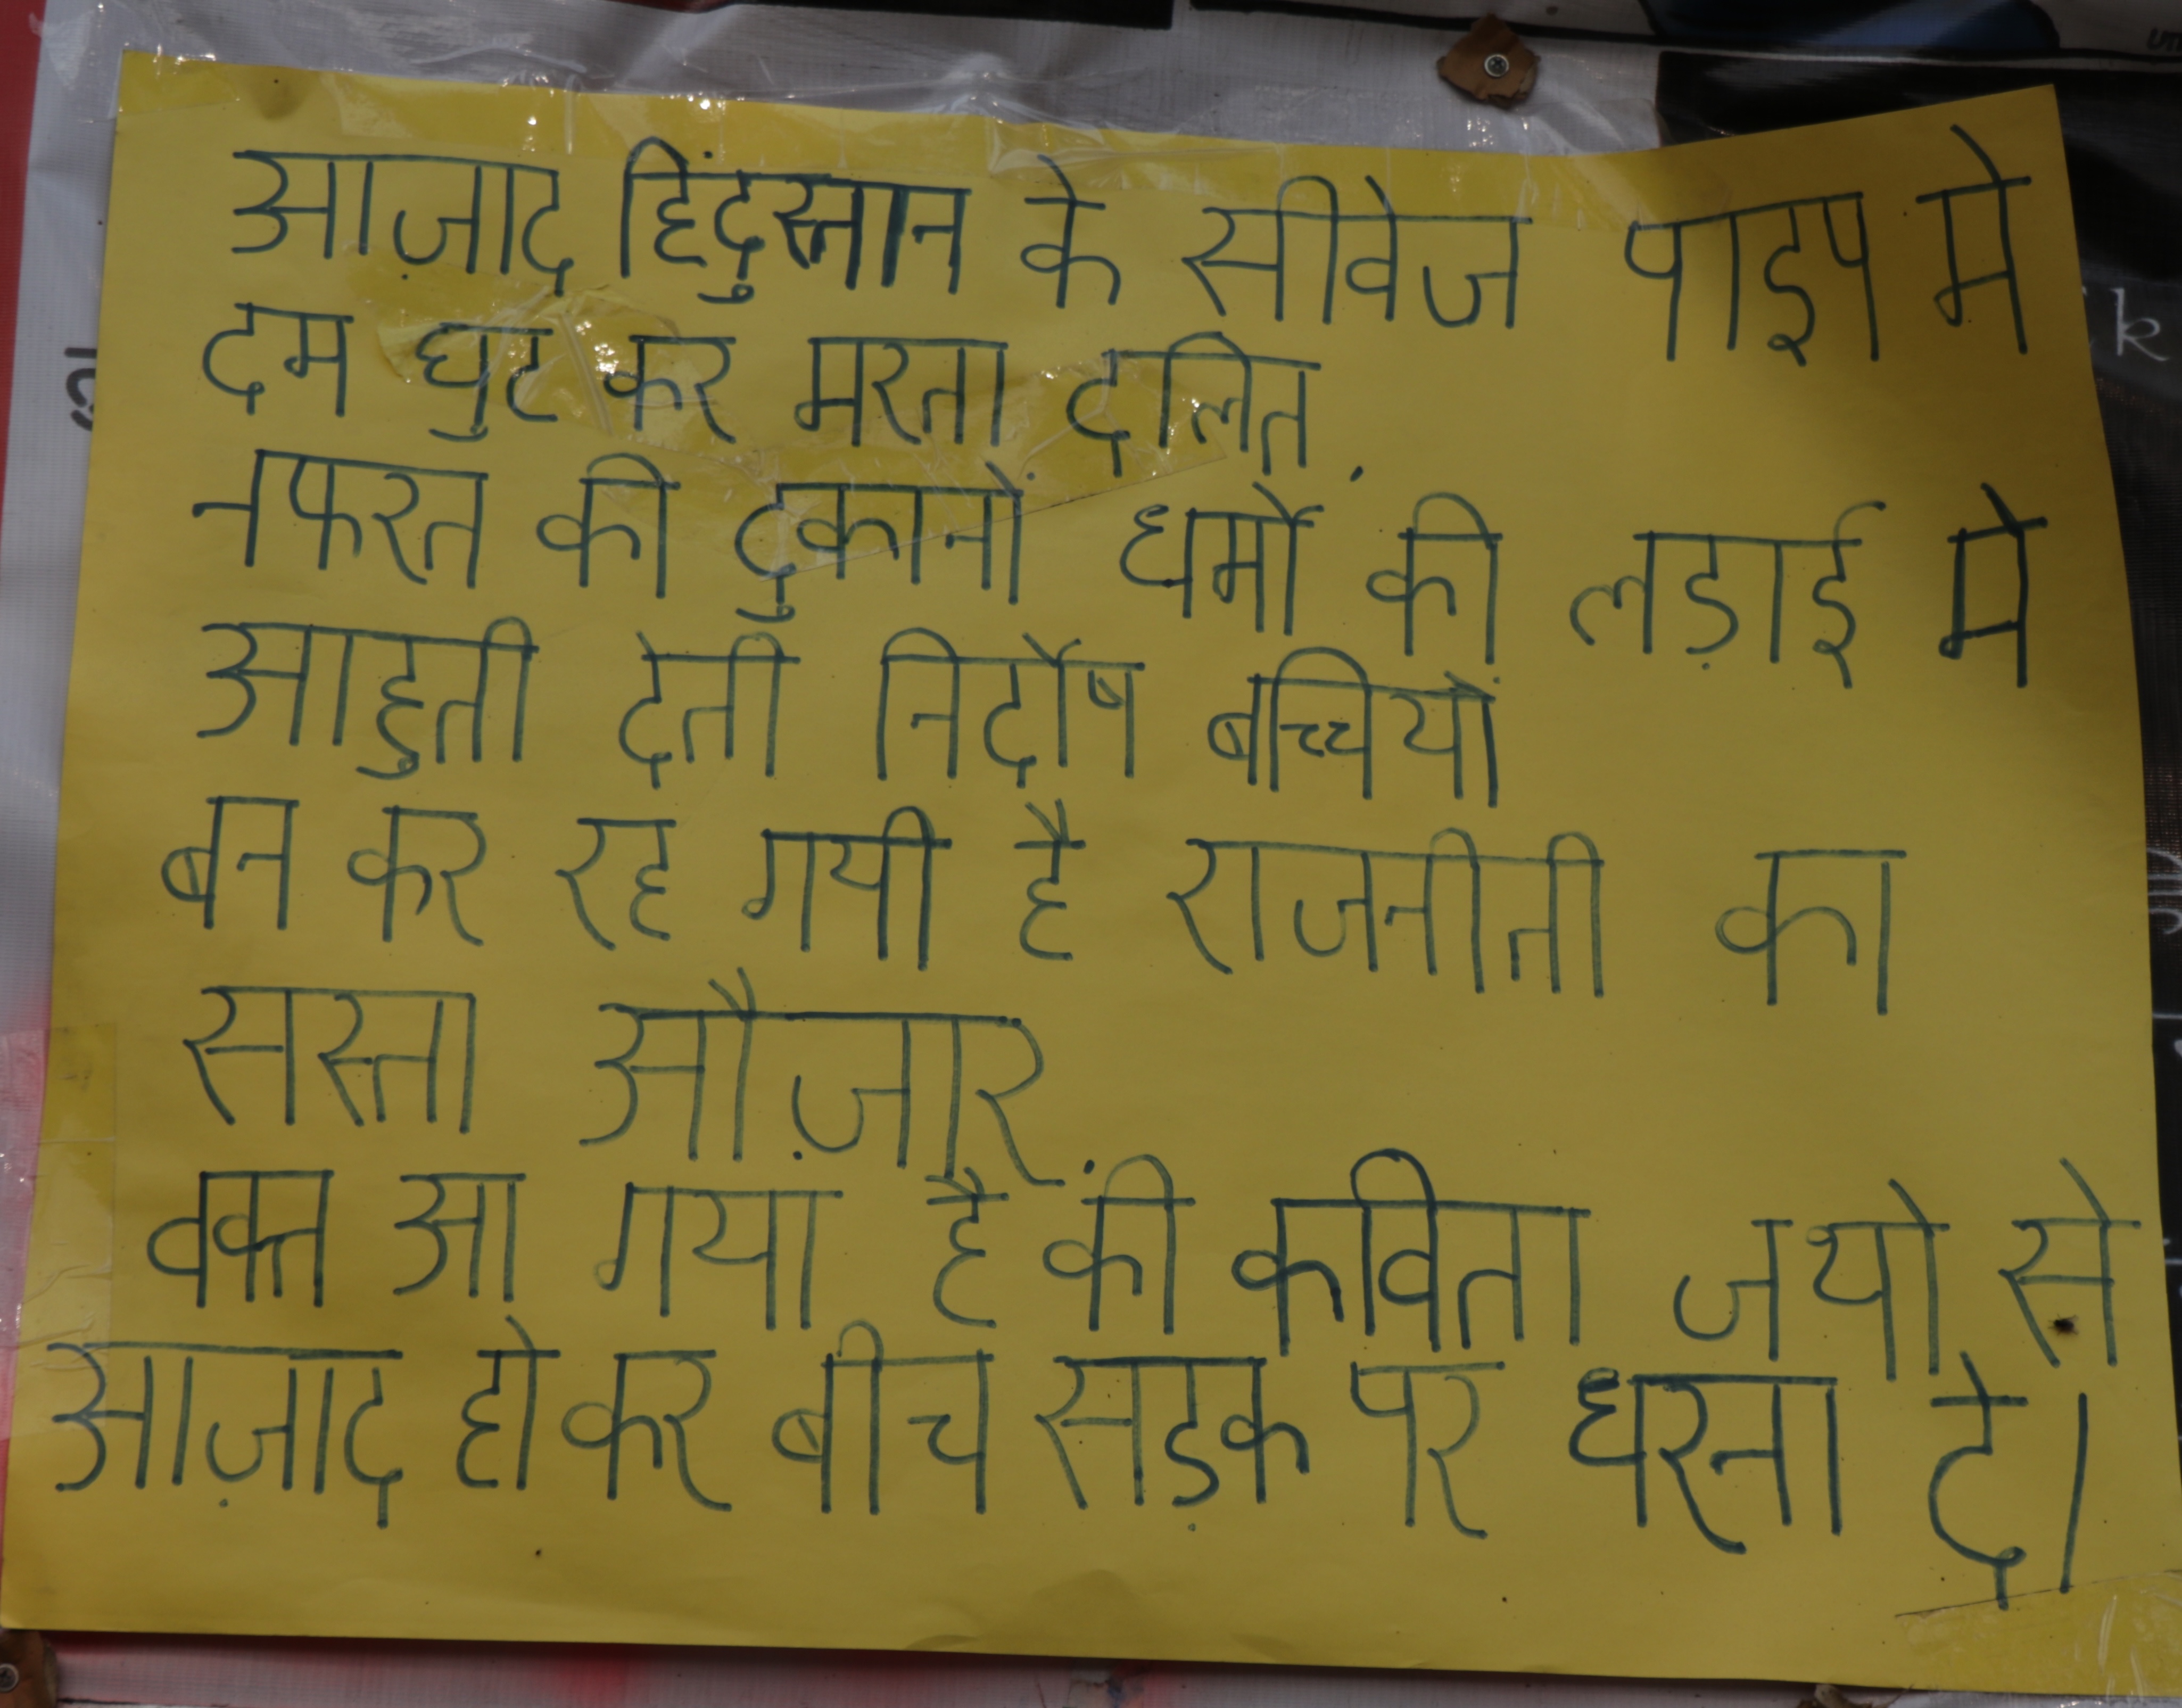 आज़ाद हिंदुस्तान के सीवेज पाइप मे
दम घुट कर मरता दलित,
नफरत की दुकानों धर्मो की लड़ाई मे
आहुती देती निर्दोष बच्चियों
बन कर रह गयी है राजनीती का
सस्ता औज़ार.
वक्त आ गया है की कविता जथो से
आज़ाद हो कर बीच सड़क पर धरना दे।